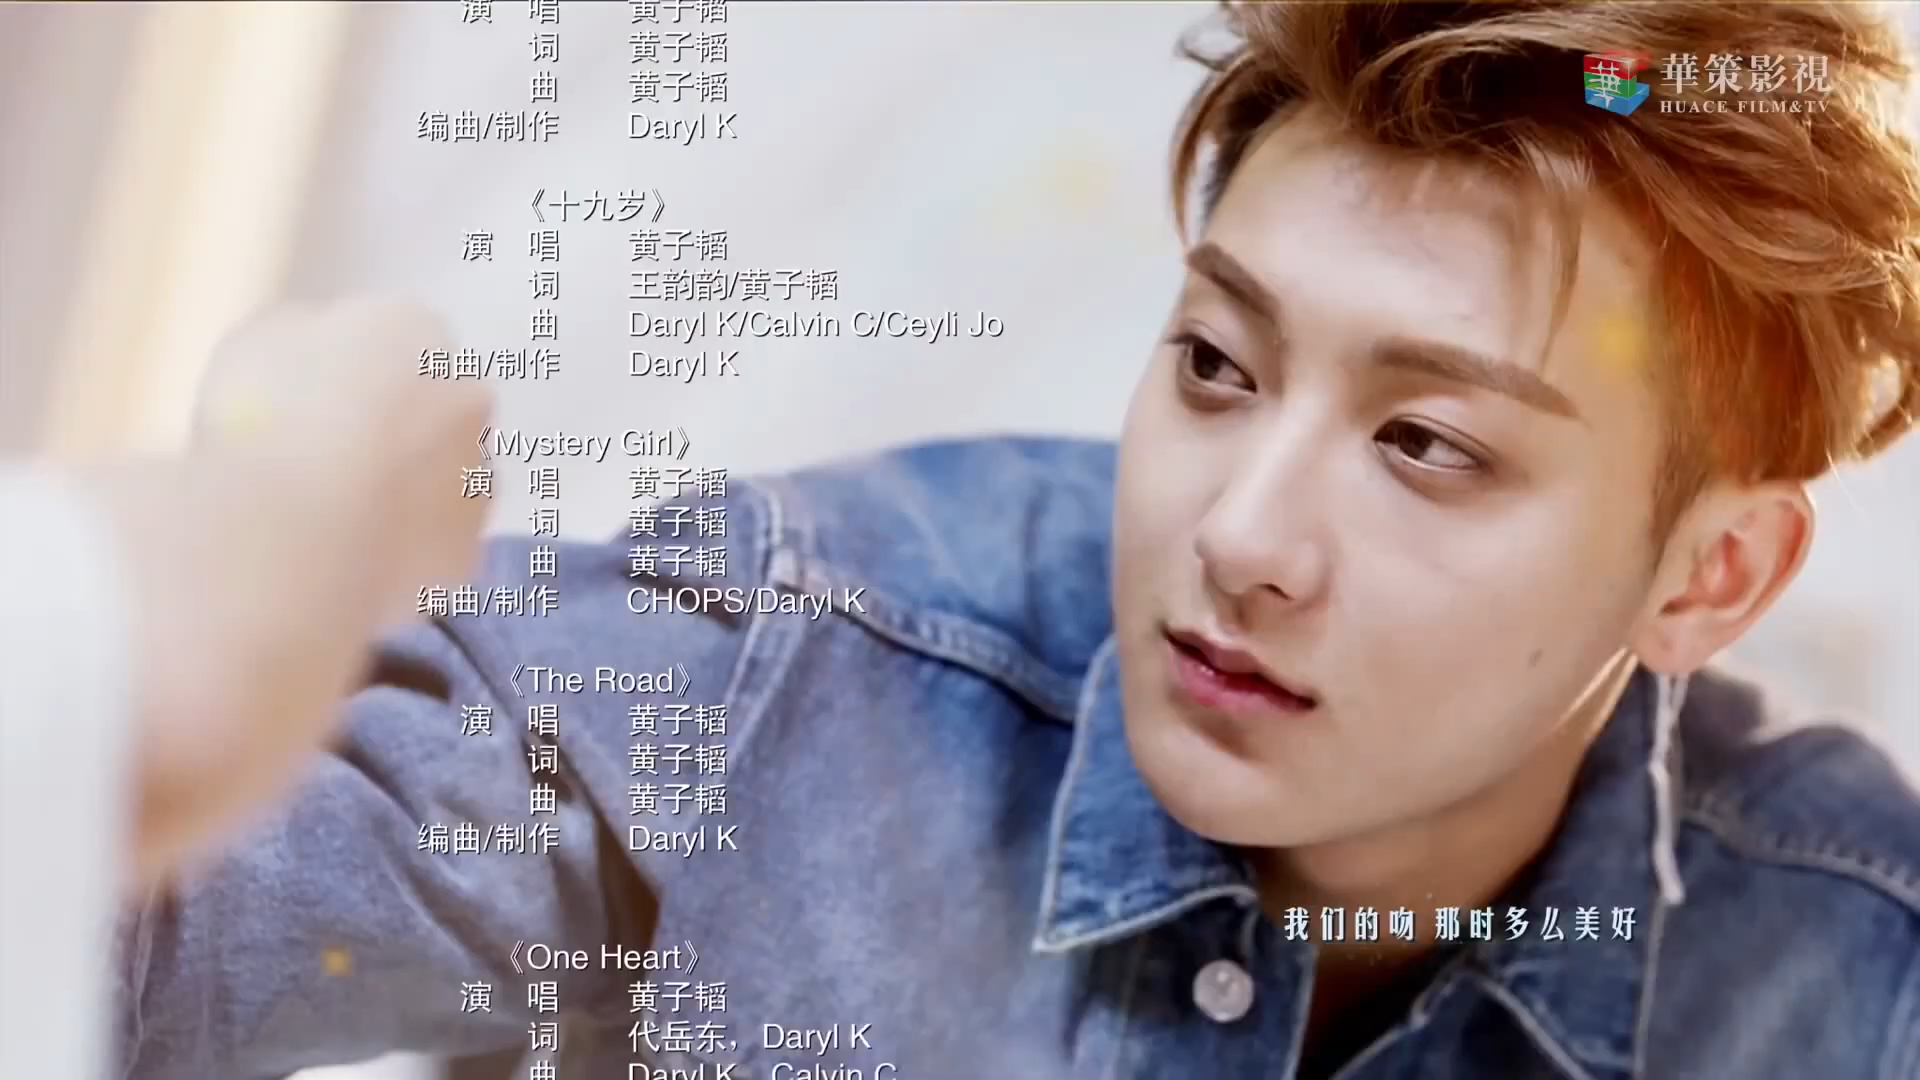 演 唱 黄子韬
词 黄子韬
曲 黄子韬
编曲/制作 Daryl K
《十九岁》
演 唱 黄子韬
词 王韵韵/黄子韬
曲 Daryl K/Calvin C/Ceyli Jo
编曲/制作 Daryl K
《Mystery Girl》
演 唱 黄子韬
词 黄子韬
曲 黄子韬
编曲/制作 CHOPS/Daryl K
《The Road》
演 唱 黄子韬
词 黄子韬
曲 黄子韬
编曲/制作 Daryl K
《One Heart》
演 唱 黄子韬
词 代岳东，Daryl K
曲 Daryl K，Calvin C
華策影視
HUACE FILM&TV
我们的吻 那时多么美好